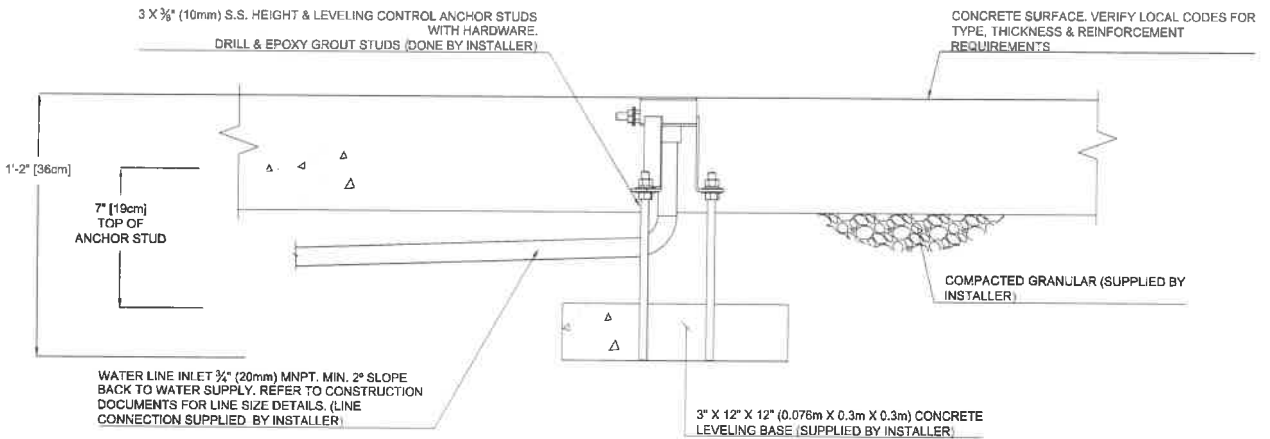 3 X ⅜" (10mm) S.S. HEIGHT & LEVELING CONTROL ANCHOR STUDS
WITH HARDWARE.
DRILL & EPOXY GROUT STUDS (DONE BY INSTALLER)
CONCRETE SURFACE. VERIFY LOCAL CODES FOR
TYPE, THICKNESS & REINFORCEMENT
REQUIREMENTS
1'-2" [36cm]
7" [19cm]
TOP OF
ANCHOR STUD
COMPACTED GRANULAR (SUPPLIED BY
INSTALLER)
WATER LINE INLET ¾" (20mm) MNPT. MIN. 2º SLOPE
BACK TO WATER SUPPLY. REFER TO CONSTRUCTION
DOCUMENTS FOR LINE SIZE DETAILS. (LINE
CONNECTION SUPPLIED BY INSTALLER)
3" X 12" X 12" (0.076m X 0.3m X 0.3m) CONCRETE
LEVELING BASE (SUPPLIED BY INSTALLER)